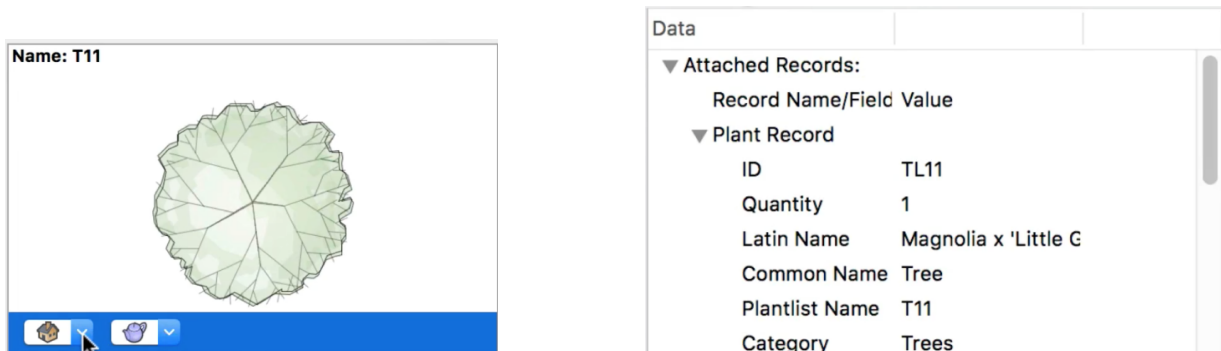 Name: T11
Data
Attached Records:
Record Name/Field Value
Plant Record
ID TL11
Quantity 1
Latin Name Magnolia x 'Little G
Common Name Tree
Plantlist Name T11
Category Trees